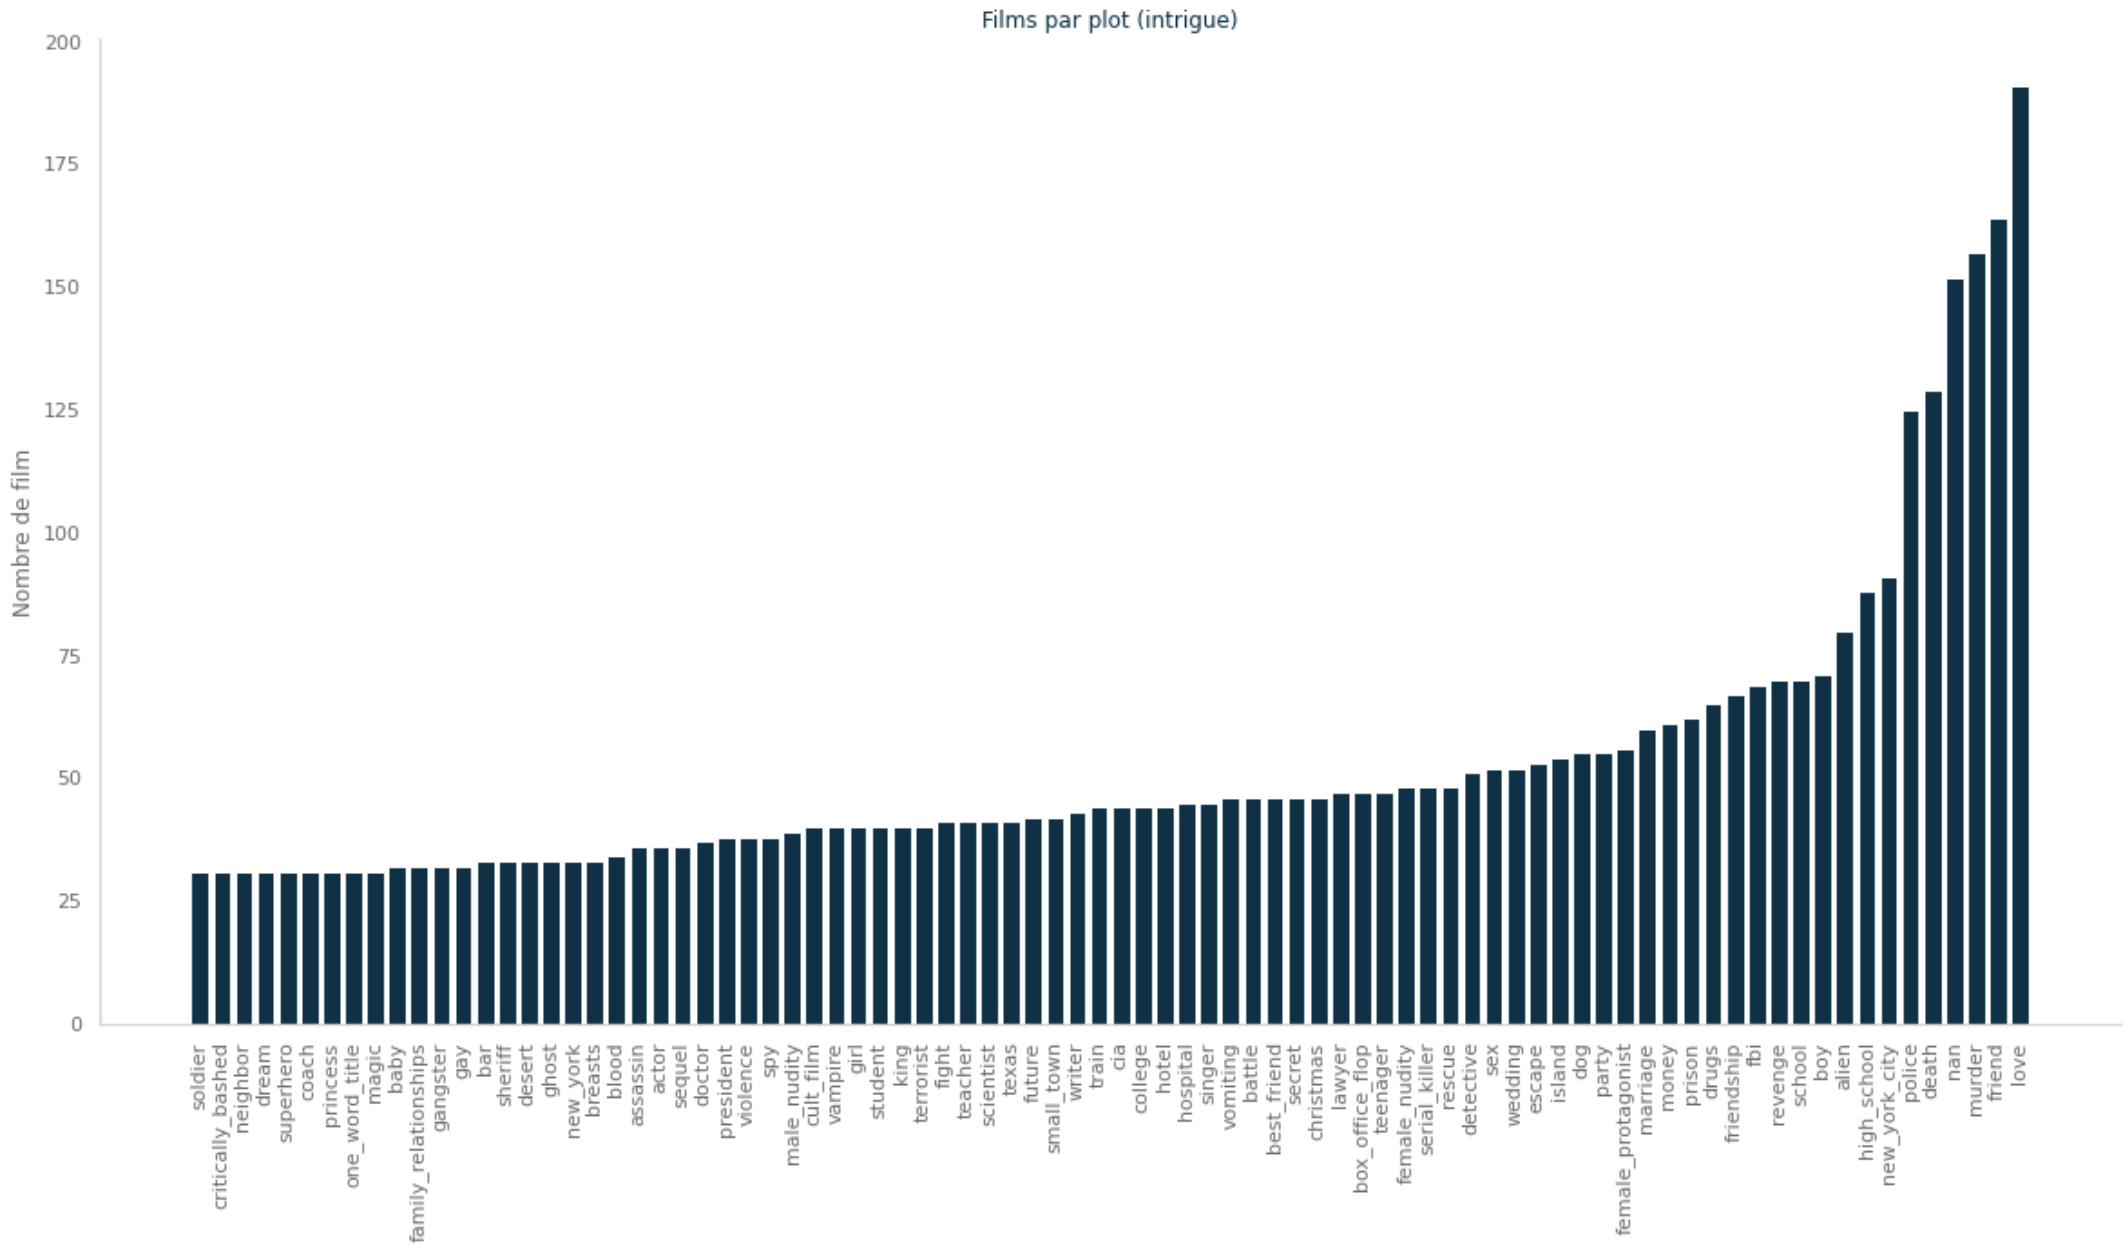 Films par plot (intrigue)
Nombre de film
200
175
150
125
100
75
50
25
0
soldier
critically_bashed
neighbor
dream
superhero
coach
princess
one_word_title
magic
baby
family_relationships
gangster
gay
bar
sheriff
desert
ghost
new_york
breasts
blood
assassin
actor
sequel
doctor
president
violence
spy
male_nudity
cult_film
vampire
girl
student
king
terrorist
fight
teacher
scientist
texas
future
small_town
writer
train
cia
college
hotel
hospital
singer
vomiting
battle
best_friend
secret
christmas
lawyer
box_office_flop
teenager
female_nudity
serial_killer
rescue
detective
sex
wedding
escape
island
dog
party
female_protagonist
marriage
money
prison
drugs
friendship
fbi
revenge
school
boy
alien
high_school
new_york_city
police
death
nan
murder
friend
love